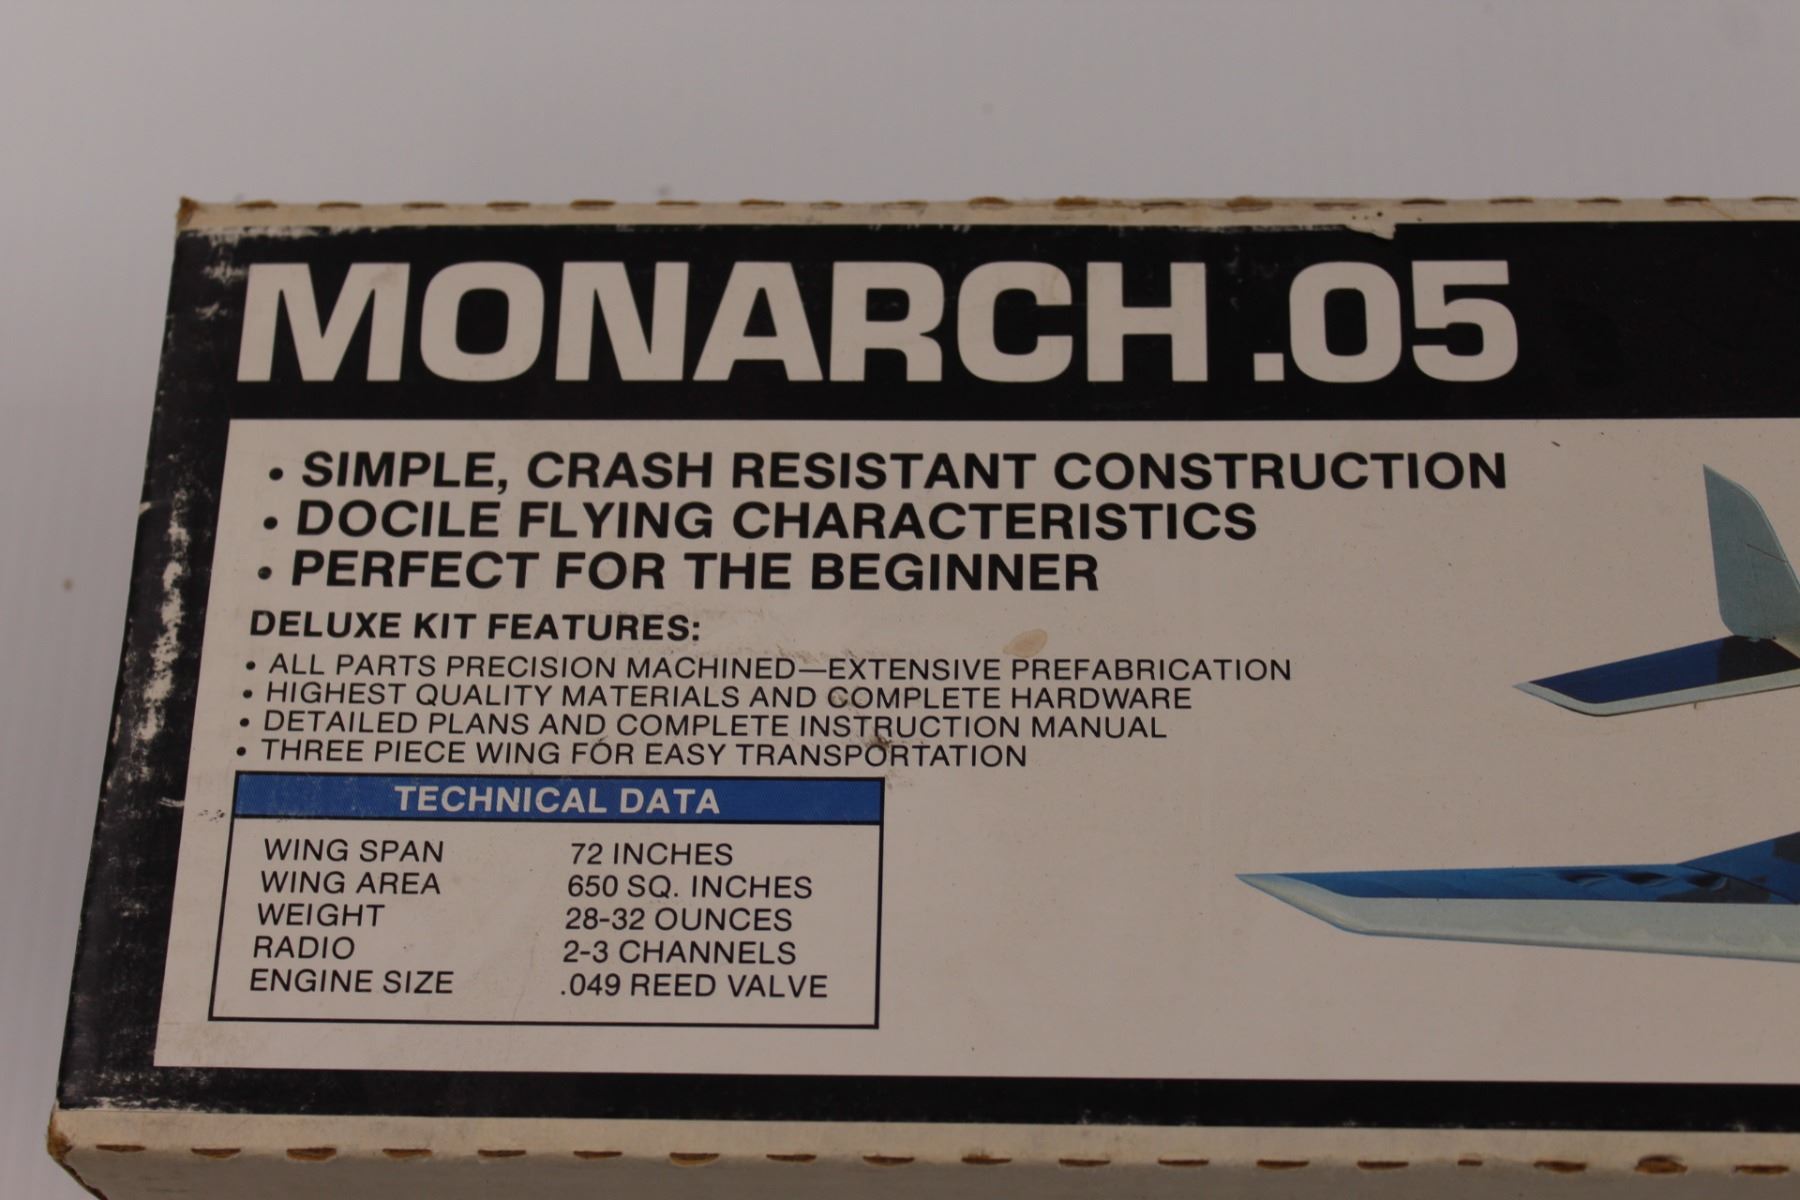 MONARCH .05
• SIMPLE, CRASH RESISTANT CONSTRUCTION
• DOCILE FLYING CHARACTERISTICS
• PERFECT FOR THE BEGINNER
DELUXE KIT FEATURES:
• ALL PARTS PRECISION MACHINED—EXTENSIVE PREFABRICATION
• HIGHEST QUALITY MATERIALS AND COMPLETE HARDWARE
• DETAILED PLANS AND COMPLETE INSTRUCTION MANUAL
• THREE PIECE WING FOR EASY TRANSPORTATION
TECHNICAL DATA
WING SPAN 72 INCHES
WING AREA 650 SQ. INCHES
WEIGHT 28-32 OUNCES
RADIO 2-3 CHANNELS
ENGINE SIZE .049 REED VALVE